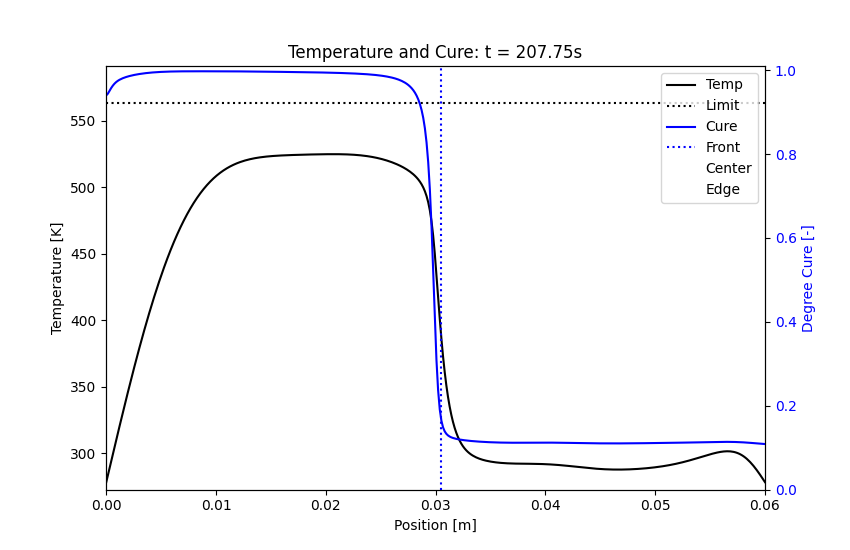 Temperature and Cure: t = 207.75s
Temp
Limit
Cure
Front
Center
Edge
Temperature [K]
550
500
450
400
350
300
Degree Cure [-]
1.0
0.8
0.6
0.4
0.2
0.0
0.00 0.01 0.02 0.03 0.04 0.05 0.06
Position [m]